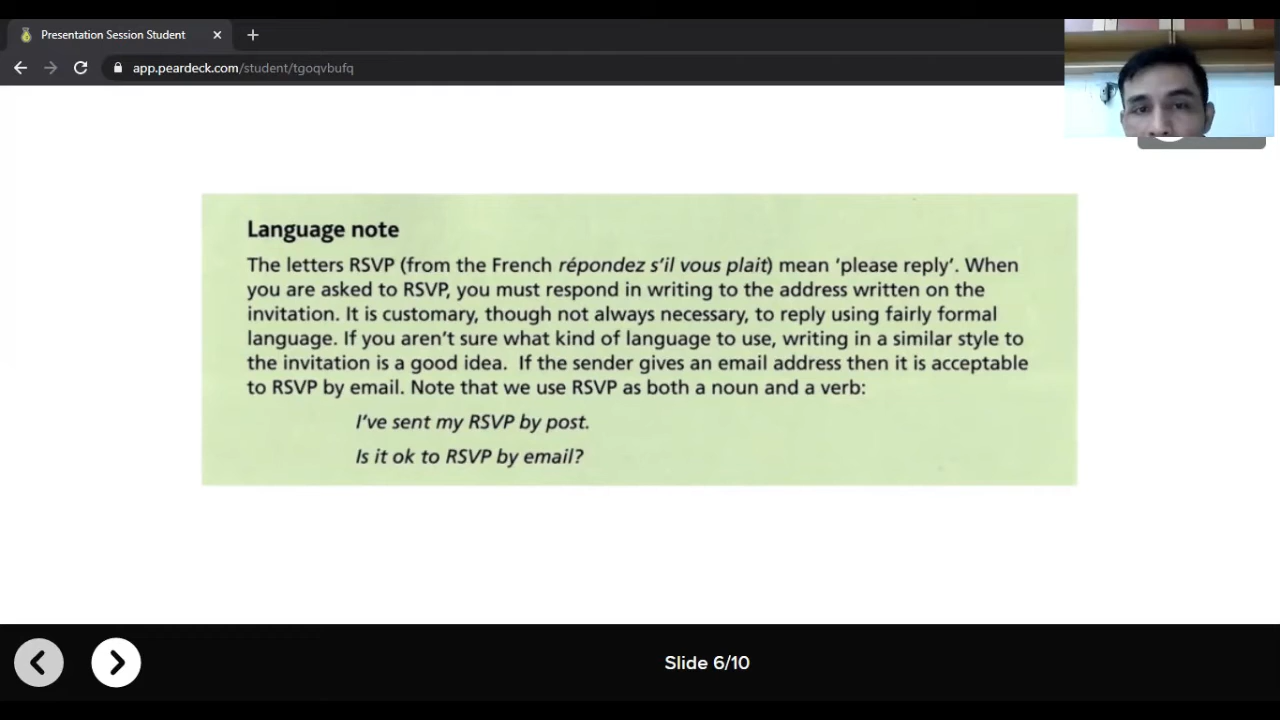 Presentation Session Student
app.peardeck.com/student/tgoqvbufq
Language note
The letters RSVP (from the French répondez s'il vous plait) mean 'please reply'. When
you are asked to RSVP, you must respond in writing to the address written on the
invitation. It is customary, though not always necessary, to reply using fairly formal
language. If you aren't sure what kind of language to use, writing in a similar style to
the invitation is a good idea. If the sender gives an email address then it is acceptable
to RSVP by email. Note that we use RSVP as both a noun and a verb:
I've sent my RSVP by post.
Is it ok to RSVP by email?
Slide 6/10